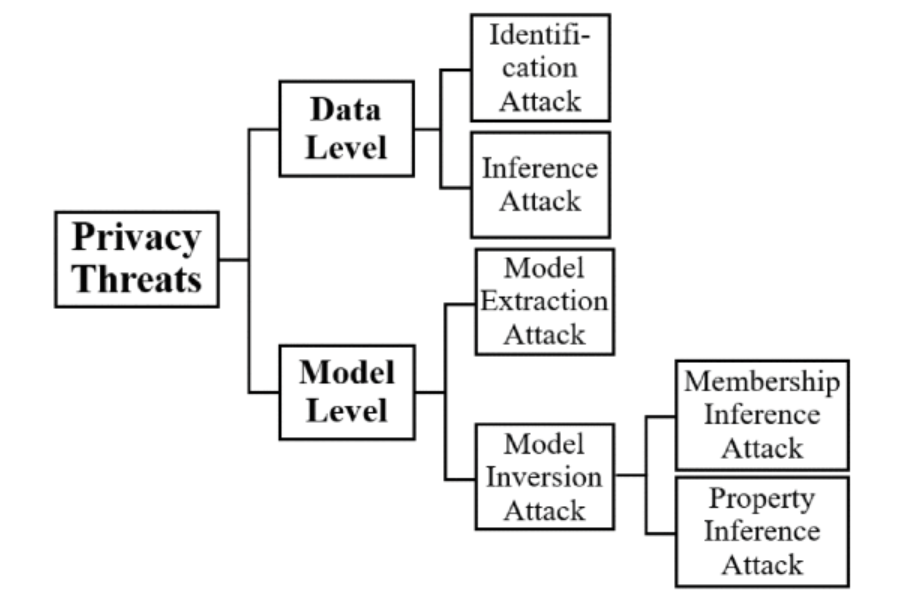 Privacy
Threats
Data
Level
Identifi-
cation
Attack
Inference
Attack
Model
Level
Model
Extraction
Attack
Model
Inversion
Attack
Membership
Inference
Attack
Property
Inference
Attack